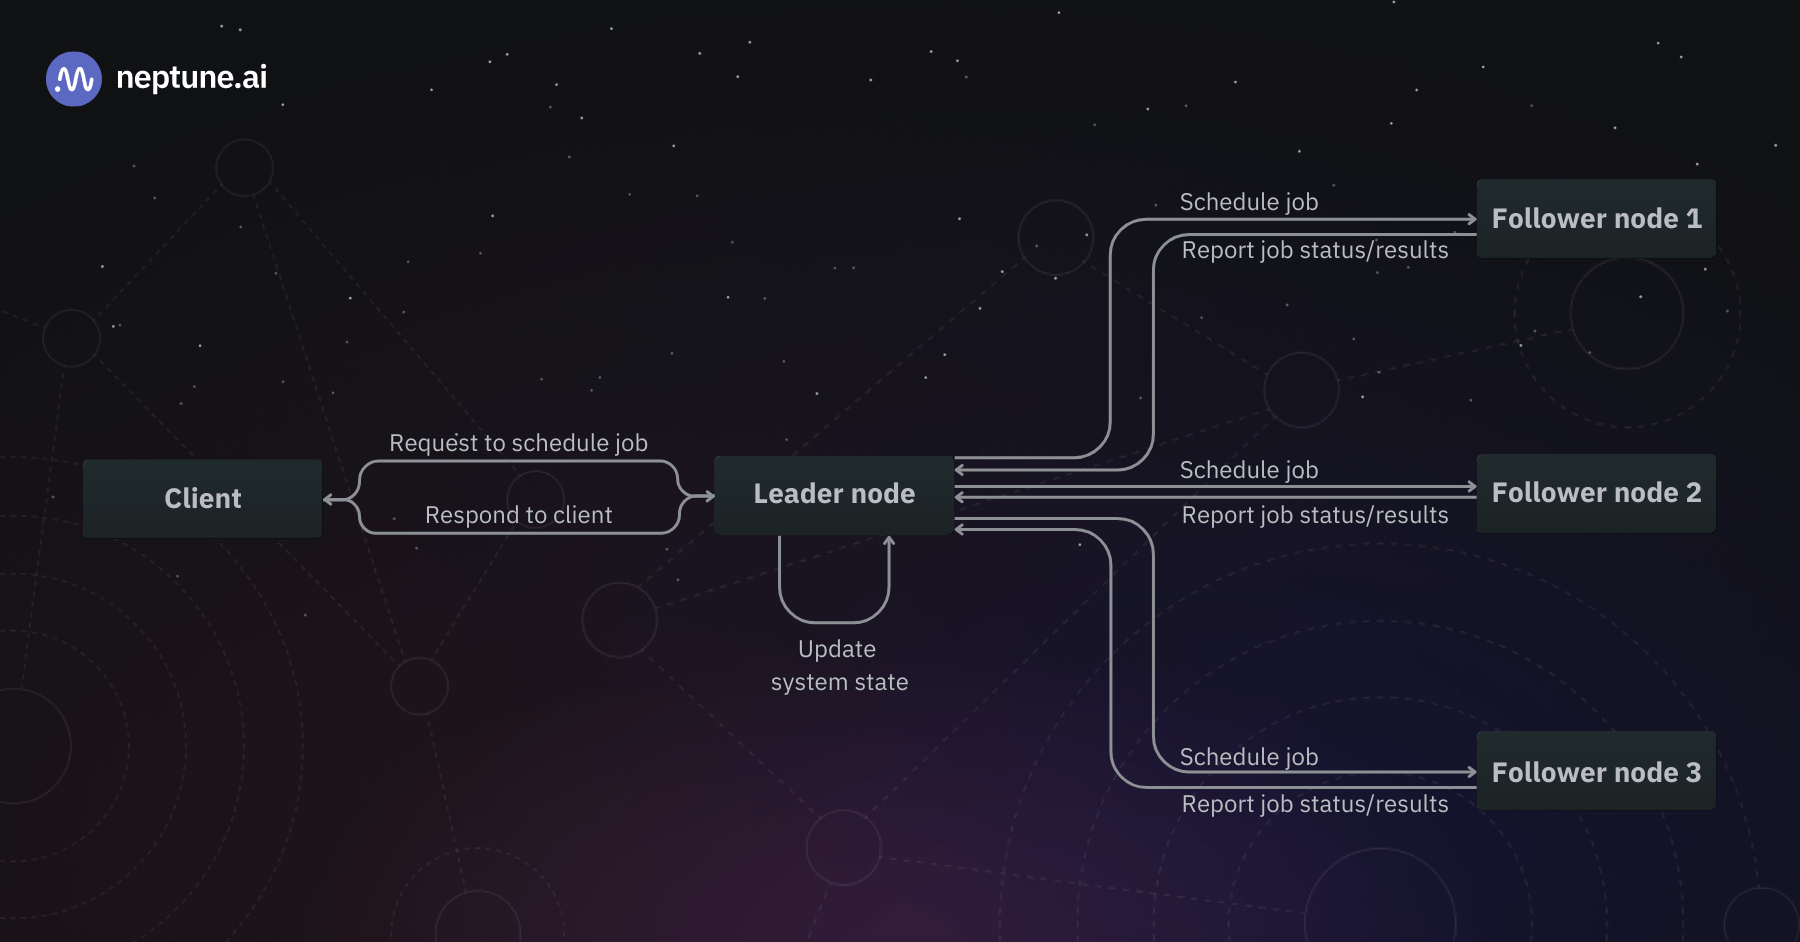 neptune.ai
Schedule job
Follower node 1
Report job status/results
Request to schedule job
Client
Respond to client
Leader node
Schedule job
Follower node 2
Report job status/results
Update
system state
Schedule job
Follower node 3
Report job status/results